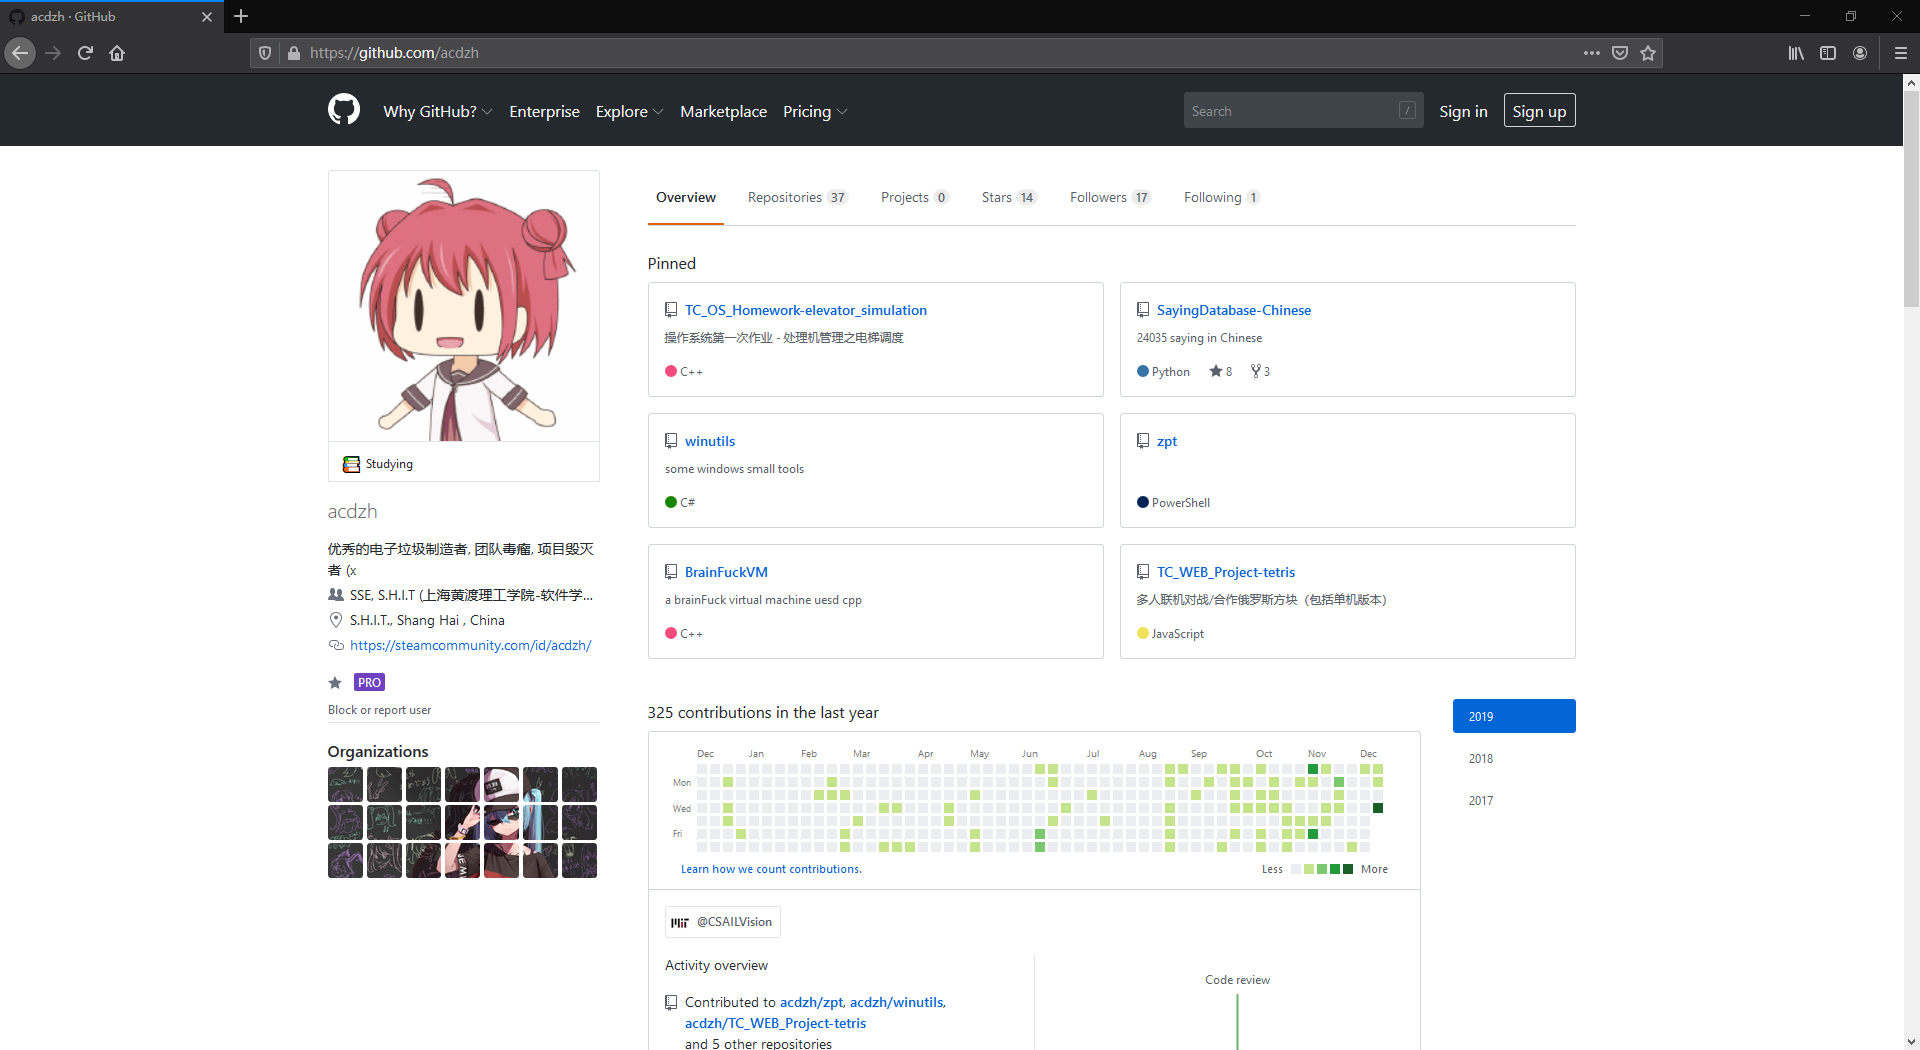 acdzh · GitHub
https://github.com/acdzh
Why GitHub? Enterprise Explore Marketplace Pricing Search / Sign in Sign up
Overview Repositories 37 Projects 0 Stars 14 Followers 17 Following 1
Studying
acdzh
优秀的电子垃圾制造者, 团队毒瘤, 项目毁灭
者 (x
SSE, S.H.I.T (上海黄渡理工学院-软件学...
S.H.I.T., Shang Hai , China
https://steamcommunity.com/id/acdzh/
PRO
Block or report user
Organizations
Pinned
TC_OS_Homework-elevator_simulation
操作系统第一次作业 - 处理机管理之电梯调度
C++
SayingDatabase-Chinese
24035 saying in Chinese
Python 8 3
winutils
some windows small tools
C#
zpt
PowerShell
BrainFuckVM
a brainFuck virtual machine uesd cpp
C++
TC_WEB_Project-tetris
多人联机对战/合作俄罗斯方块（包括单机版本）
JavaScript
325 contributions in the last year
2019
2018
2017
Dec Jan Feb Mar Apr May Jun Jul Aug Sep Oct Nov Dec
Mon
Wed
Fri
Learn how we count contributions.
Less More
MIT @CSAILVision
Activity overview
Contributed to acdzh/zpt, acdzh/winutils,
acdzh/TC_WEB_Project-tetris
and 5 other repositories
Code review